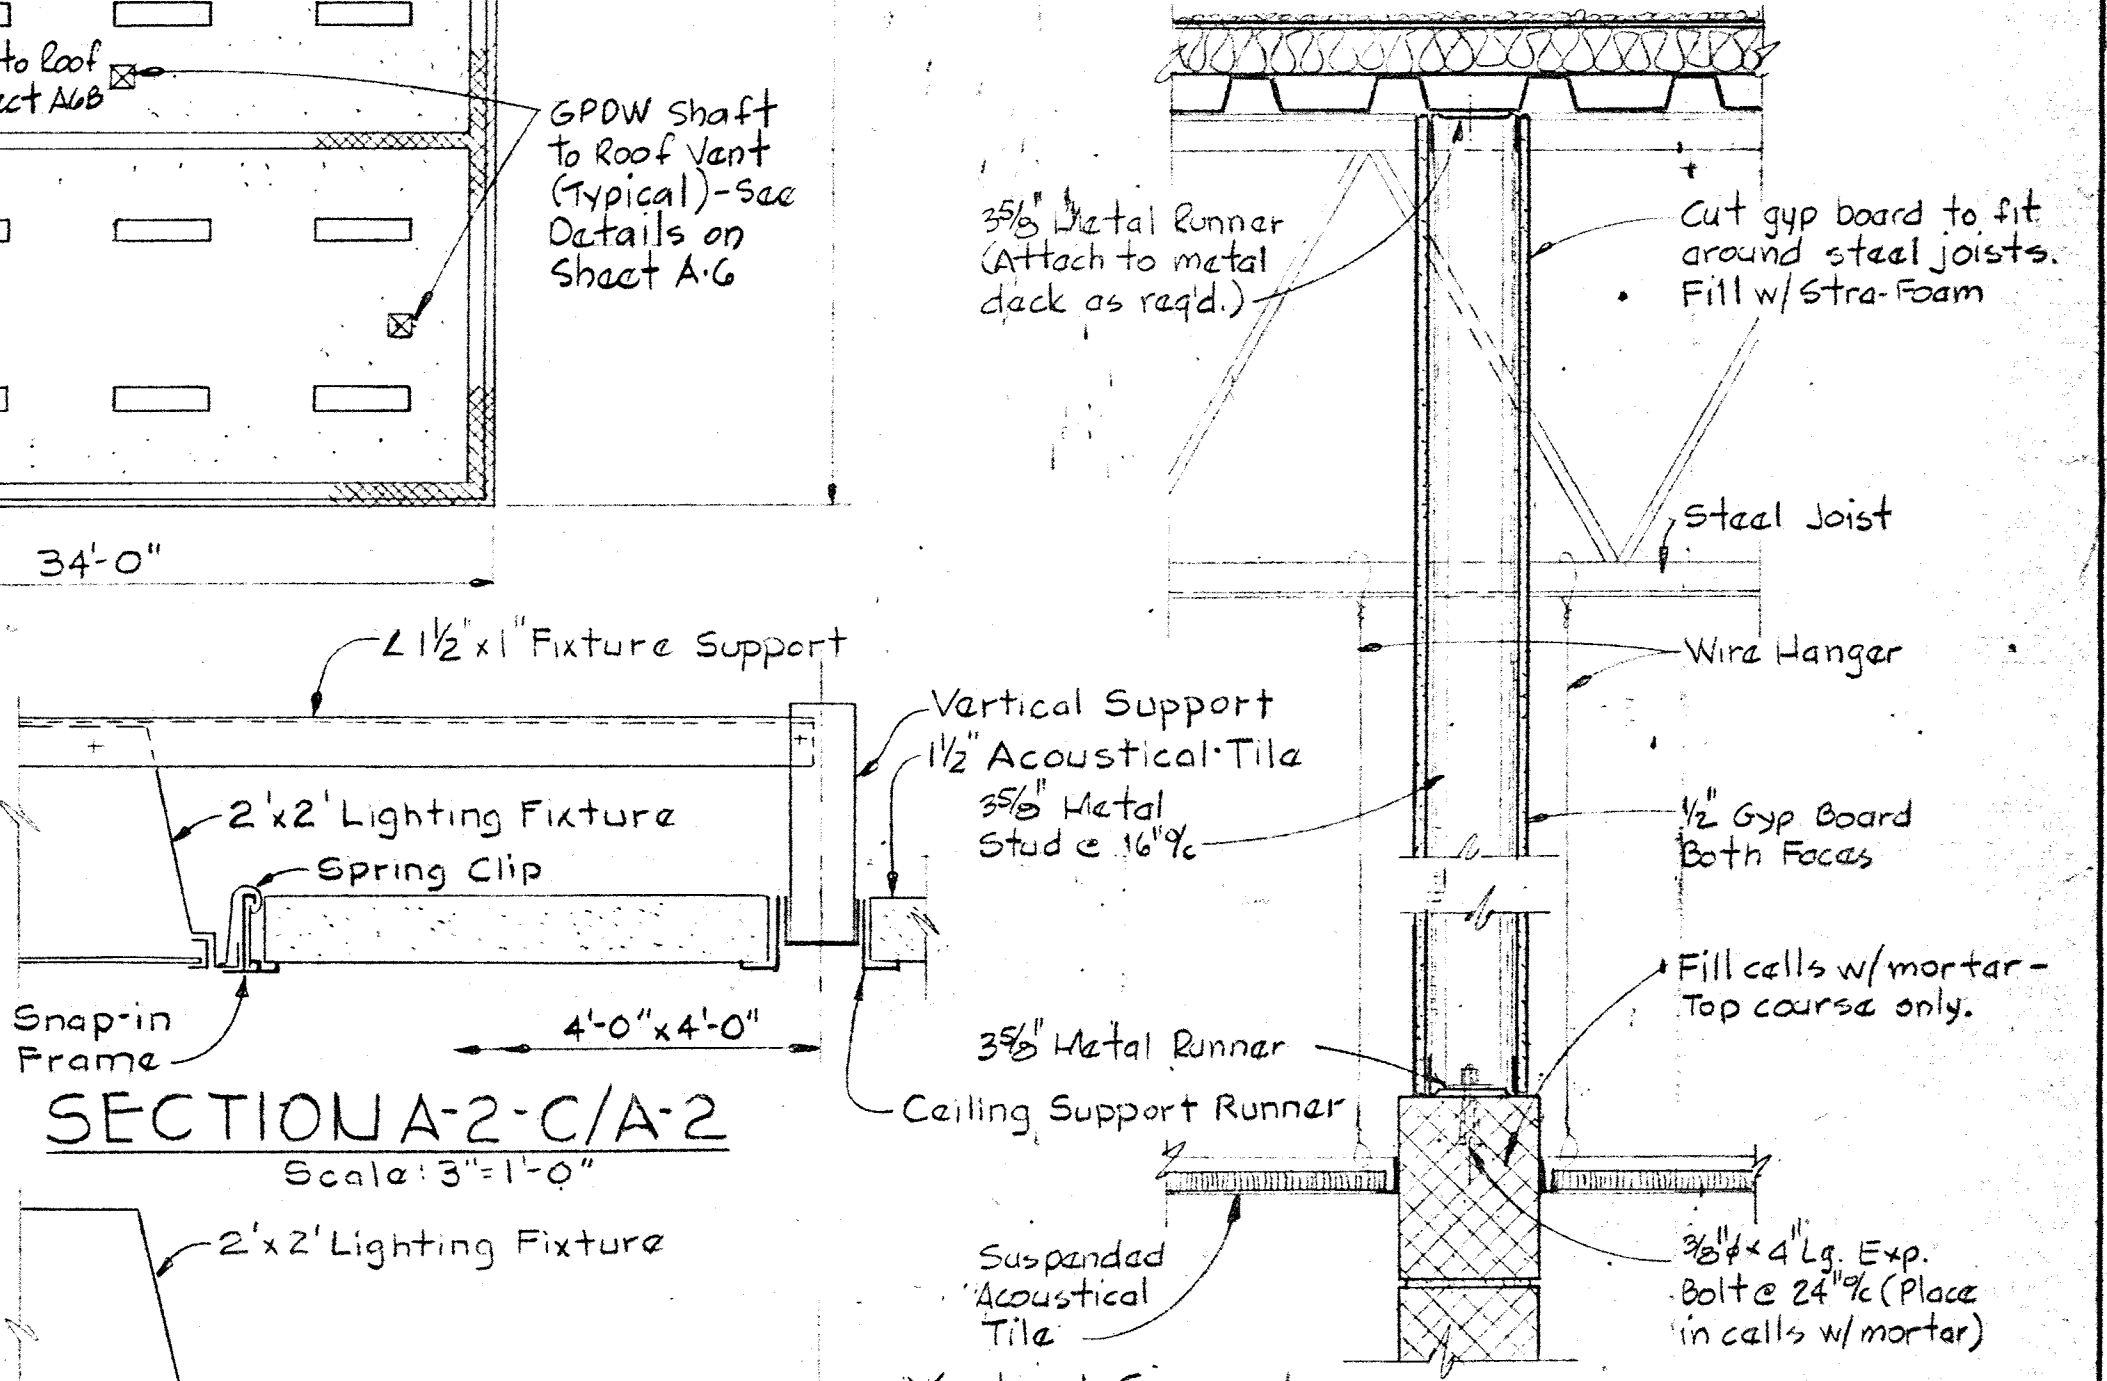 to Roof
A6B
GPDW Shaft
to Roof Vent
(Typical)-See
Details on
Sheet A.6
34'-0"
∠ 1½" x 1" Fixture Support
Vertical Support
1½" Acoustical Tile
2'x2' Lighting Fixture
Spring Clip
Snap-in
Frame
4'-0" x 4'-0"
Ceiling Support Runner
SECTION A-2-C/A-2
Scale: 3"=1'-0"
2'x2' Lighting Fixture
3⅝" Metal Runner
(Attach to metal
deck as req'd.)
Cut gyp board to fit
around steel joists.
Fill w/ Stra-Foam
Steel Joist
Wire Hanger
3⅝" Metal
Stud @ 16" o/c
½" Gyp Board
Both Faces
Fill cells w/ mortar -
Top course only.
3⅝" Metal Runner
Suspended
Acoustical
Tile
⅜"ϕ x 4" Lg. Exp.
Bolt @ 24" o/c (Place
in cells w/ mortar)